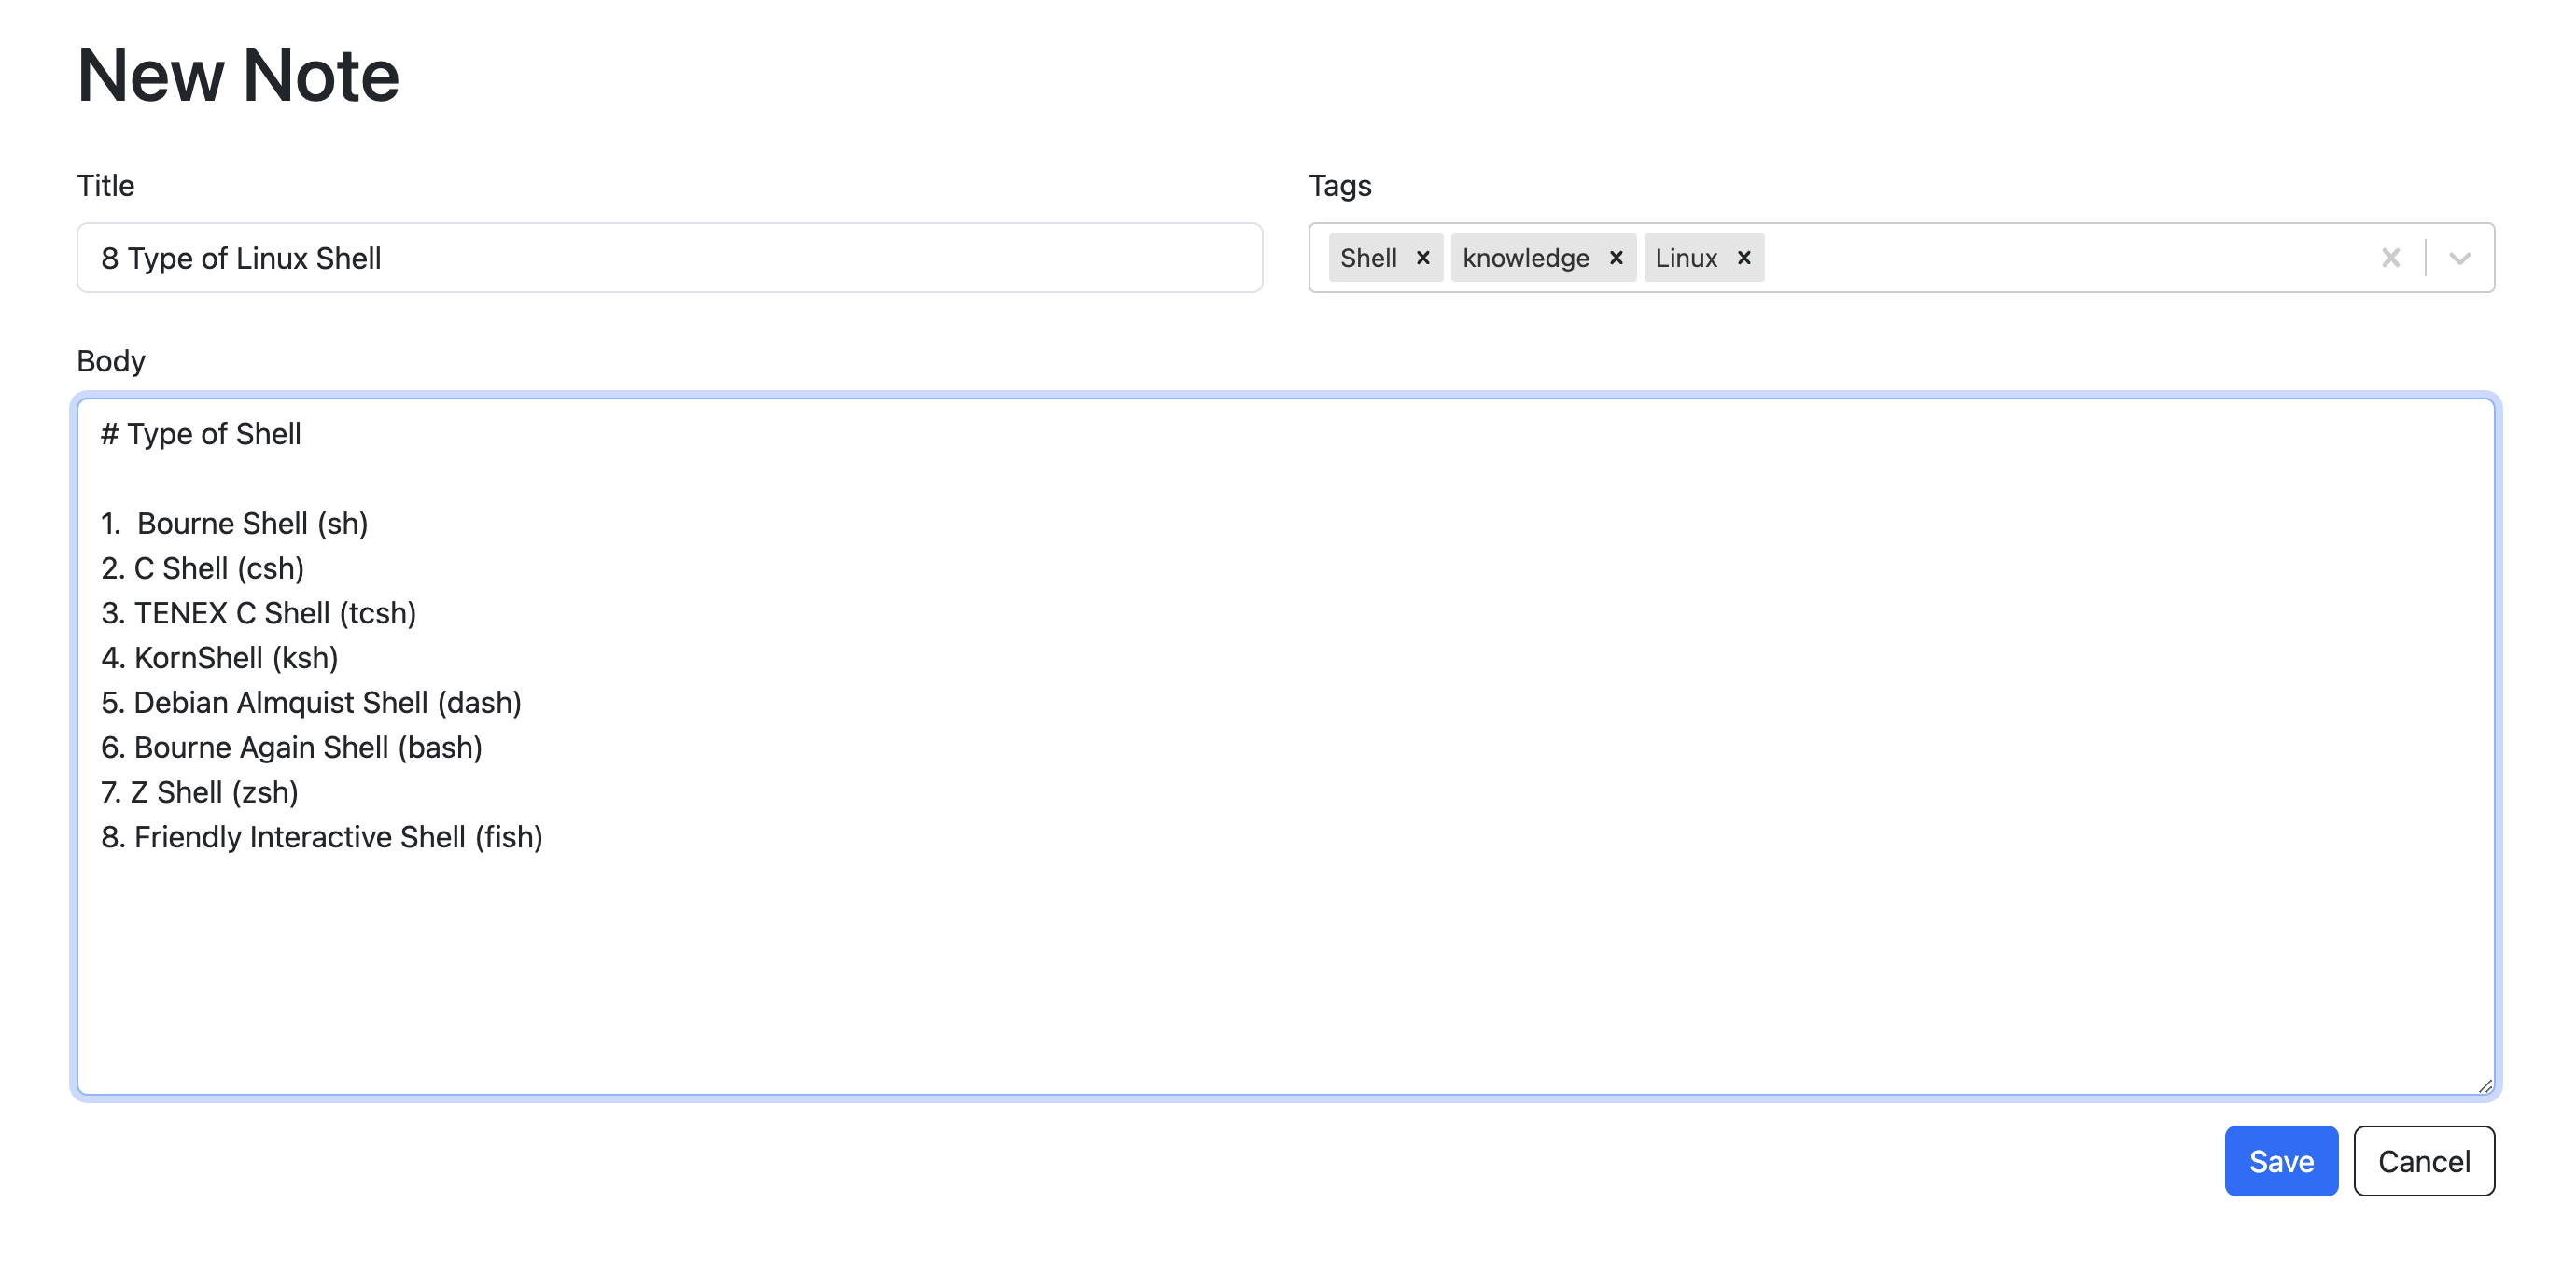 New Note
Title
8 Type of Linux Shell
Tags
Shell × knowledge × Linux ×
Body
# Type of Shell
1.  Bourne Shell (sh)
2. C Shell (csh)
3. TENEX C Shell (tcsh)
4. KornShell (ksh)
5. Debian Almquist Shell (dash)
6. Bourne Again Shell (bash)
7. Z Shell (zsh)
8. Friendly Interactive Shell (fish)
Save Cancel